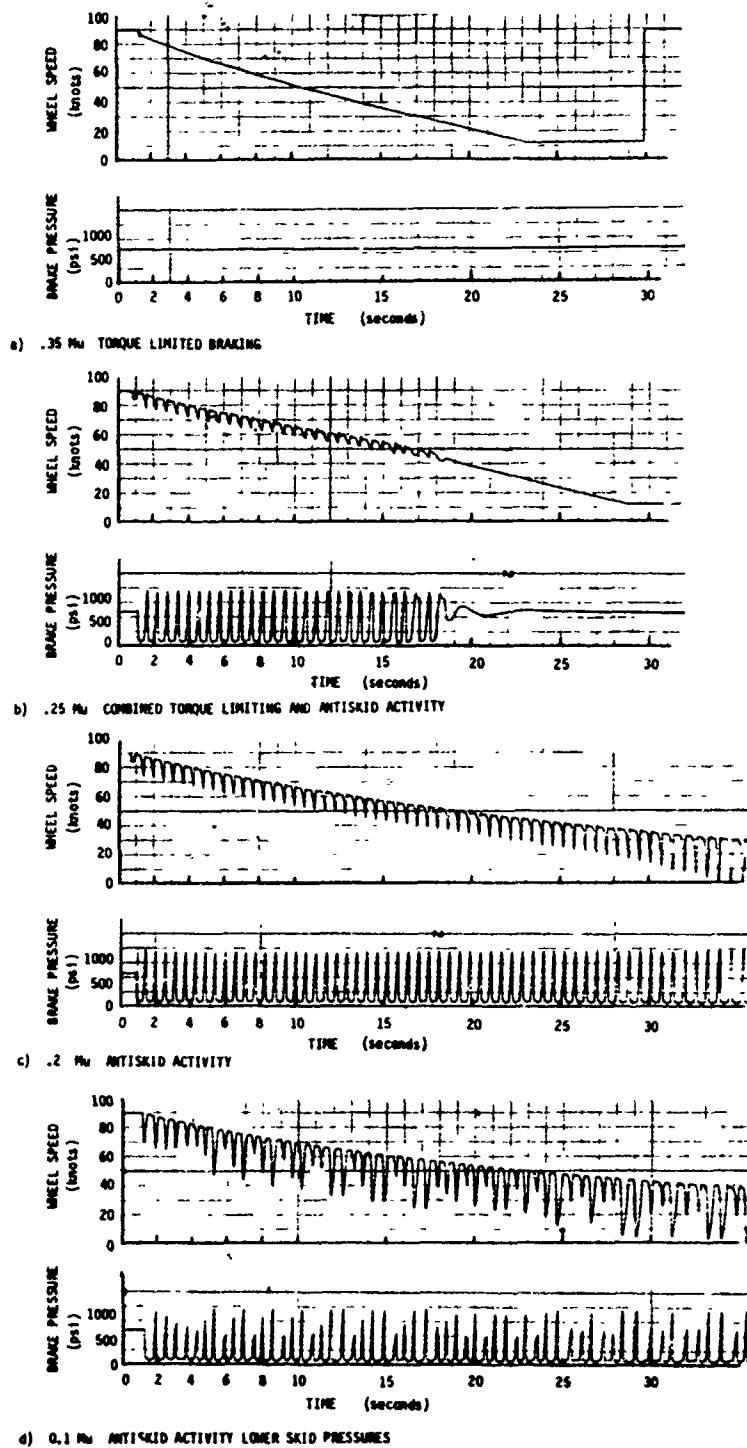 100
80
60
40
20
0
WHEEL SPEED
(knots)
1000
500
0
BRAKE PRESSURE
(psi)
0 2 4 6 8 10 15 20 25 30
TIME (seconds)
a) .35 Mu TORQUE LIMITED BRAKING
100
80
60
40
20
0
WHEEL SPEED
(knots)
1000
500
0
BRAKE PRESSURE
(psi)
0 2 4 6 8 10 15 20 25 30
TIME (seconds)
b) .25 Mu COMBINED TORQUE LIMITING AND ANTISKID ACTIVITY
100
80
60
40
20
0
WHEEL SPEED
(knots)
1000
500
0
BRAKE PRESSURE
(psi)
0 2 4 6 8 10 15 20 25 30
TIME (seconds)
c) .2 Mu ANTISKID ACTIVITY
100
80
60
40
20
0
WHEEL SPEED
(knots)
1000
500
0
BRAKE PRESSURE
(psi)
0 2 4 6 8 10 15 20 25 30
TIME (seconds)
d) 0.1 Mu ANTISKID ACTIVITY LOWER SKID PRESSURES